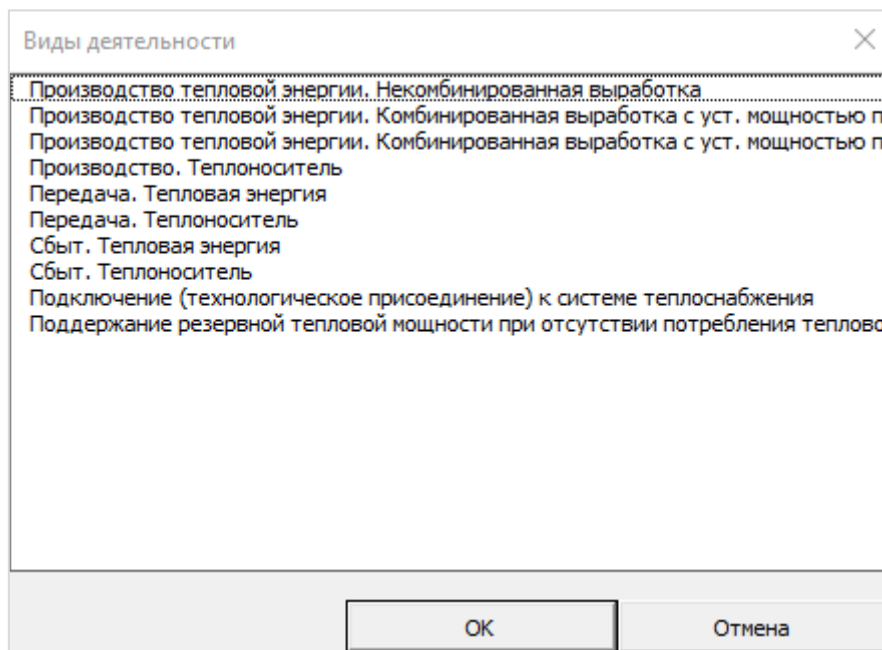 Виды деятельности
Производство тепловой энергии. Некомбинированная выработка
Производство тепловой энергии. Комбинированная выработка с уст. мощностью п
Производство тепловой энергии. Комбинированная выработка с уст. мощностью п
Производство. Теплоноситель
Передача. Тепловая энергия
Передача. Теплоноситель
Сбыт. Тепловая энергия
Сбыт. Теплоноситель
Подключение (технологическое присоединение) к системе теплоснабжения
Поддержание резервной тепловой мощности при отсутствии потребления теплово
ОК Отмена